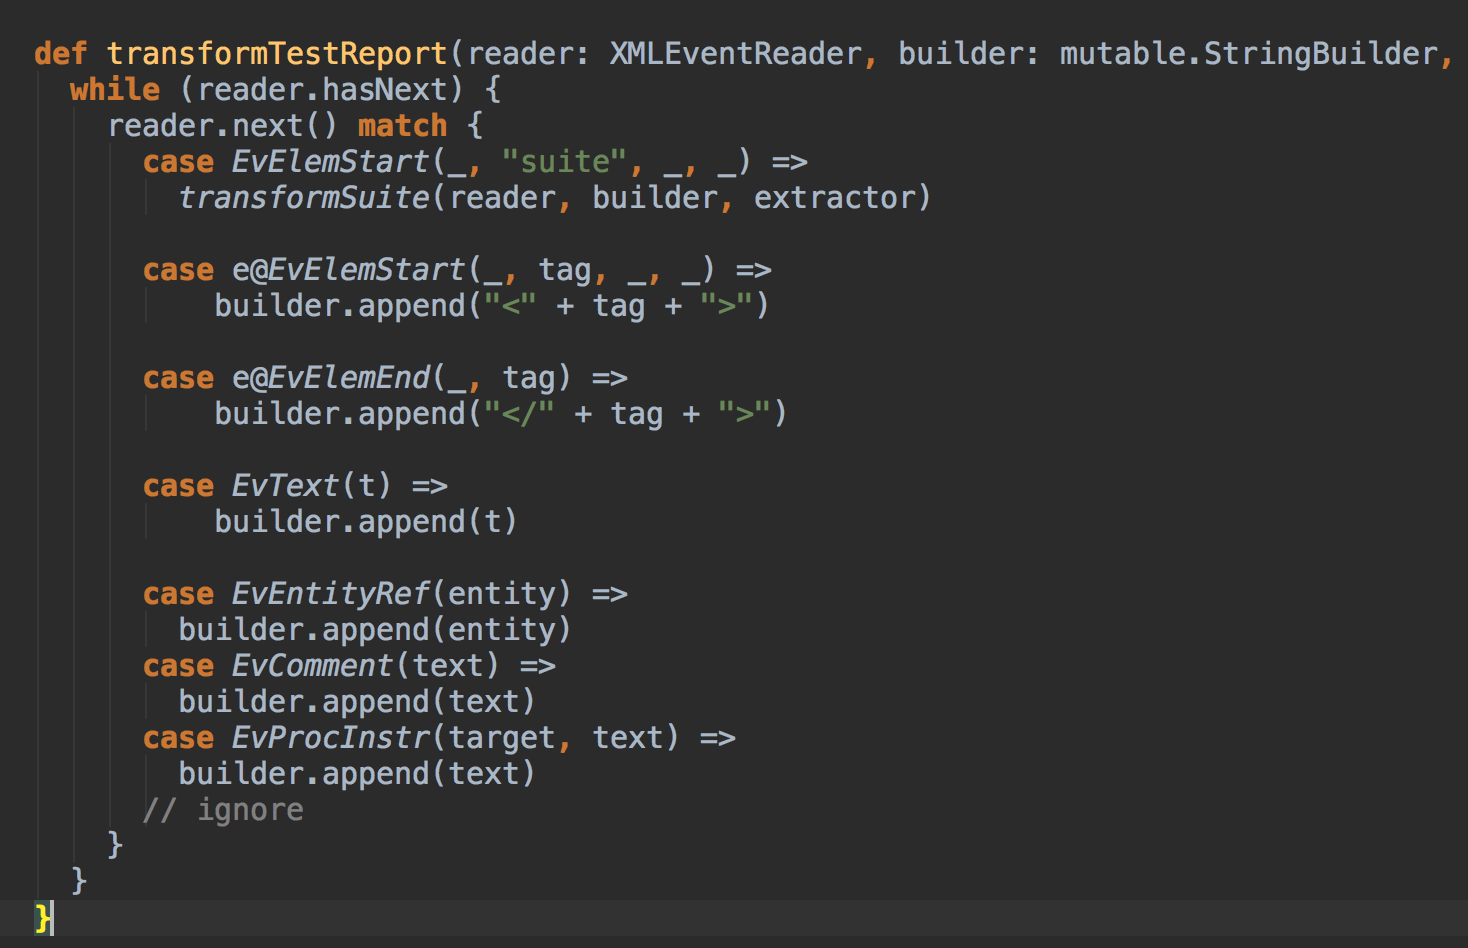 def transformTestReport(reader: XMLEventReader, builder: mutable.StringBuilder,
while (reader.hasNext) {
reader.next() match {
case EvElemStart(_, "suite", _, _) =>
transformSuite(reader, builder, extractor)
case e@EvElemStart(_, tag, _, _) =>
builder.append("<" + tag + ">")
case e@EvElemEnd(_, tag) =>
builder.append("</" + tag + ">")
case EvText(t) =>
builder.append(t)
case EvEntityRef(entity) =>
builder.append(entity)
case EvComment(text) =>
builder.append(text)
case EvProcInstr(target, text) =>
builder.append(text)
// ignore
}
}
}